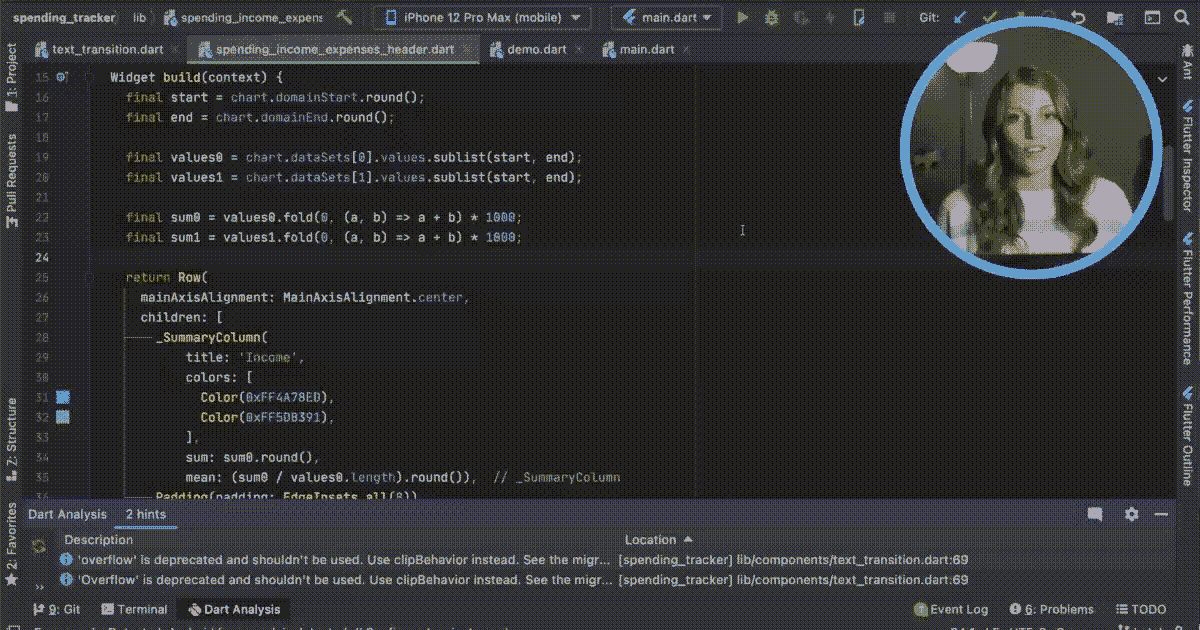 spending_tracker lib spending_income_expens iPhone 12 Pro Max (mobile) main.dart Git:
text_transition.dart spending_income_expenses_header.dart demo.dart main.dart
1: Project
Pull Requests
Z: Structure
2: Favorites
15 Widget build(context) {
16 final start = chart.domainStart.round();
17 final end = chart.domainEnd.round();
18
19 final values0 = chart.dataSets[0].values.sublist(start, end);
20 final values1 = chart.dataSets[1].values.sublist(start, end);
21
22 final sum0 = values0.fold(0, (a, b) => a + b) * 1000;
23 final sum1 = values1.fold(0, (a, b) => a + b) * 1000;
24
25 return Row(
26 mainAxisAlignment: MainAxisAlignment.center,
27 children: [
28 _SummaryColumn(
29 title: 'Income',
30 colors: [
31 Color(0xFF4A78ED),
32 Color(0xFF5DB391),
33 ],
34 sum: sum0.round(),
35 mean: (sum0 / values0.length).round()), // _SummaryColumn
36 Padding(padding: EdgeInsets.all(8))
Ant
Flutter Inspector
Flutter Performance
Flutter Outline
Dart Analysis 2 hints
Description Location
'overflow' is deprecated and shouldn't be used. Use clipBehavior instead. See the migr... [spending_tracker] lib/components/text_transition.dart:69
'Overflow' is deprecated and shouldn't be used. Use clipBehavior instead. See the migr... [spending_tracker] lib/components/text_transition.dart:69
9: Git Terminal Dart Analysis Event Log 6: Problems TODO